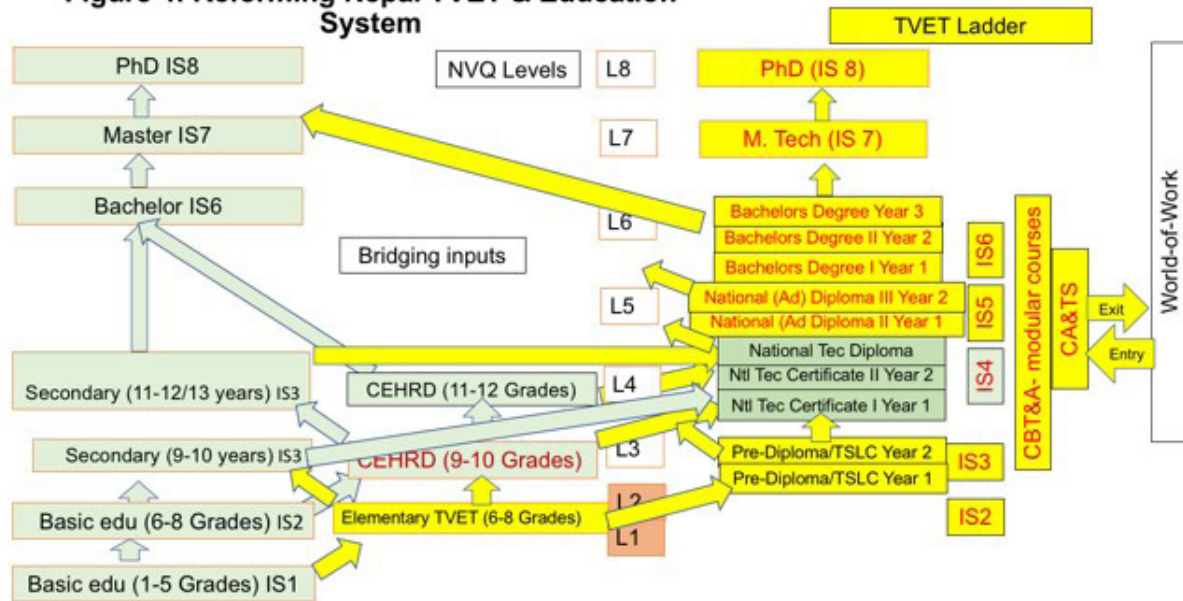 Figure 4. Reforming Nepal TVET & Education
System
TVET Ladder
PhD IS8
NVQ Levels
L8
PhD (IS 8)
Master IS7
L7
M. Tech (IS 7)
Bachelor IS6
L6
Bachelors Degree Year 3
Bachelors Degree II Year 2
Bachelors Degree I Year 1
IS6
Bridging inputs
L5
National (Ad) Diploma III Year 2
National (Ad Diploma II Year 1
IS5
National Tec Diploma
Ntl Tec Certificate II Year 2
Ntl Tec Certificate I Year 1
IS4
Secondary (11-12/13 years) IS3
CEHRD (11-12 Grades)
L4
Secondary (9-10 years) IS3
CEHRD (9-10 Grades)
L3
Pre-Diploma/TSLC Year 2
Pre-Diploma/TSLC Year 1
IS3
Basic edu (6-8 Grades) IS2
Elementary TVET (6-8 Grades)
L2
L1
IS2
Basic edu (1-5 Grades) IS1
CBT&A- modular courses
CA&TS
Exit
Entry
World-of-Work